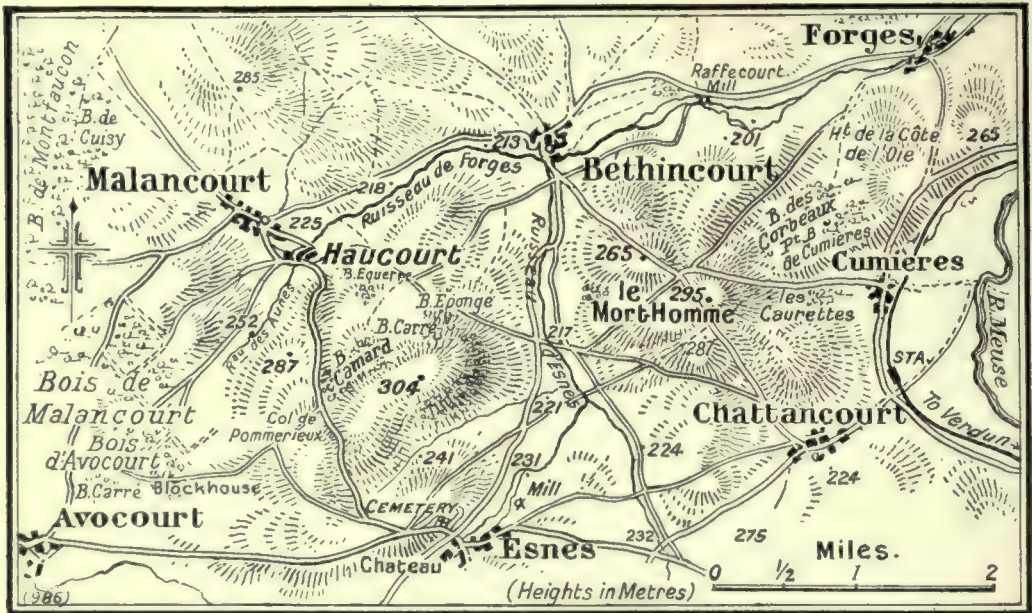 Forges
285
Raffecourt
Mill
B. de Montfaucon
B. de
Cuisy
201
Ht de la Côte
de l'Oie
265
213
Béthincourt
Malancourt
218
Ruisseau de Forges
225
Haucourt
B. Equerre
B. des
Corbeaux
Pt. B.
de Cumières
Cumières
265
295
le
Mort Homme
les
Caurettes
R. Meuse
Ruisseau
d'Esnes
B. Eponge
B. Carré
252
Rau des Aunes
B. de
Camard
217
287
287
304
STA.
To Verdun
Bois de
Malancourt
Bois
d'Avocourt
Col de
Pommerieux
221
Chattancourt
241
231
224
224
B. Carré
Blockhouse
CEMETERY
Mill
Avocourt
Esnes
Chateau
232
275
Miles.
0 ½ 1 2
(Heights in Metres)
(986)